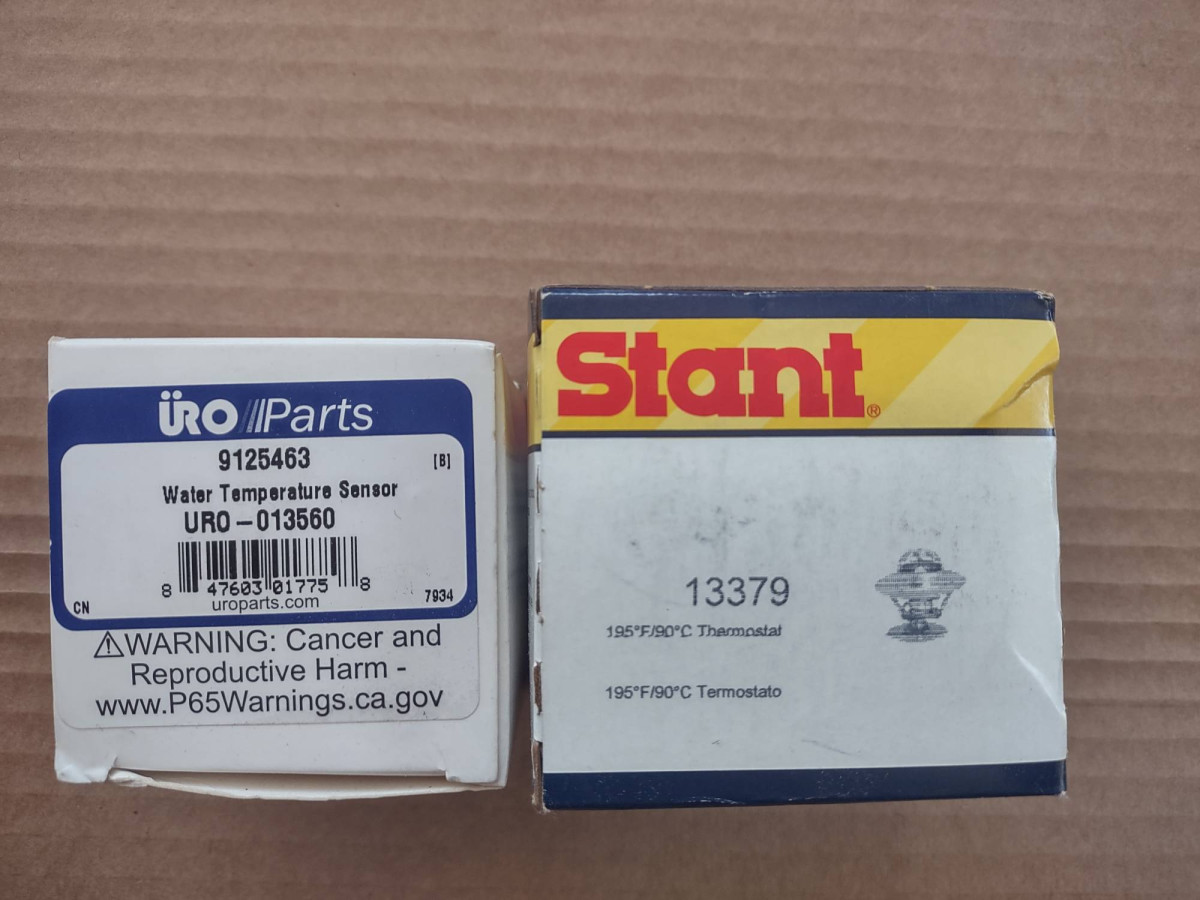 ÜRO Parts
9125463
[B]
Water Temperature Sensor
URO-013560
8 47603 01775 8
CN
uroparts.com
7934
⚠WARNING: Cancer and
Reproductive Harm -
www.P65Warnings.ca.gov
Stant®
13379
195°F/90°C Thermostat
195°F/90°C Termostato